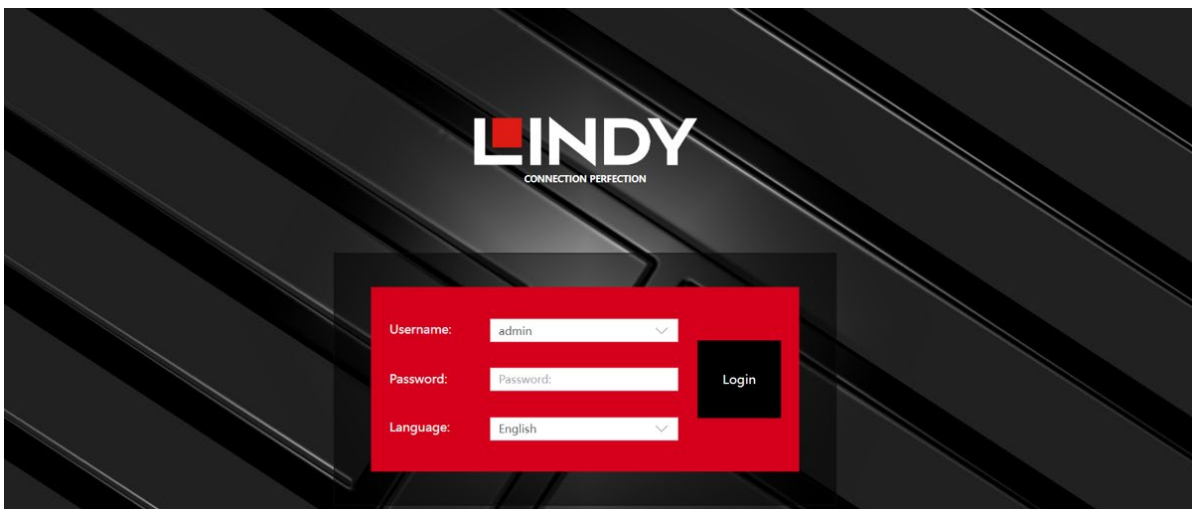 LINDY
CONNECTION PERFECTION
Username: admin
Password: Password:
Login
Language: English